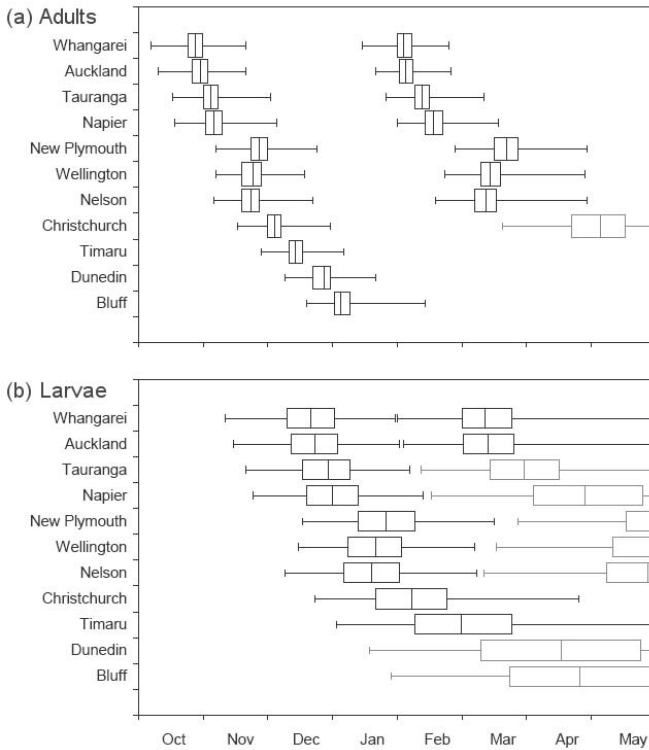 (a) Adults
Whangarei
Auckland
Tauranga
Napier
New Plymouth
Wellington
Nelson
Christchurch
Timaru
Dunedin
Bluff
(b) Larvae
Whangarei
Auckland
Tauranga
Napier
New Plymouth
Wellington
Nelson
Christchurch
Timaru
Dunedin
Bluff
Oct Nov Dec Jan Feb Mar Apr May